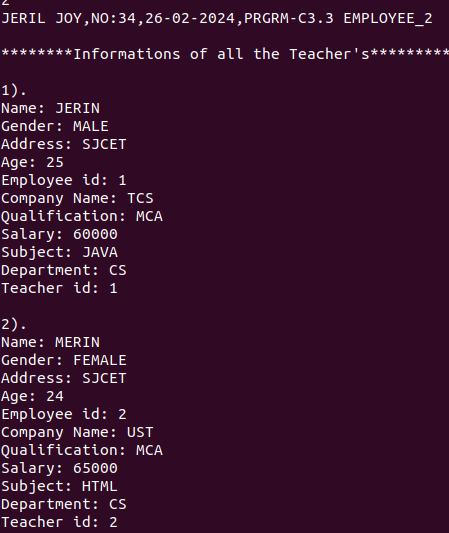 2
JERIL JOY,NO:34,26-02-2024,PRGRM-C3.3 EMPLOYEE_2
********Informations of all the Teacher's*********
1).
Name: JERIN
Gender: MALE
Address: SJCET
Age: 25
Employee id: 1
Company Name: TCS
Qualification: MCA
Salary: 60000
Subject: JAVA
Department: CS
Teacher id: 1
2).
Name: MERIN
Gender: FEMALE
Address: SJCET
Age: 24
Employee id: 2
Company Name: UST
Qualification: MCA
Salary: 65000
Subject: HTML
Department: CS
Teacher id: 2